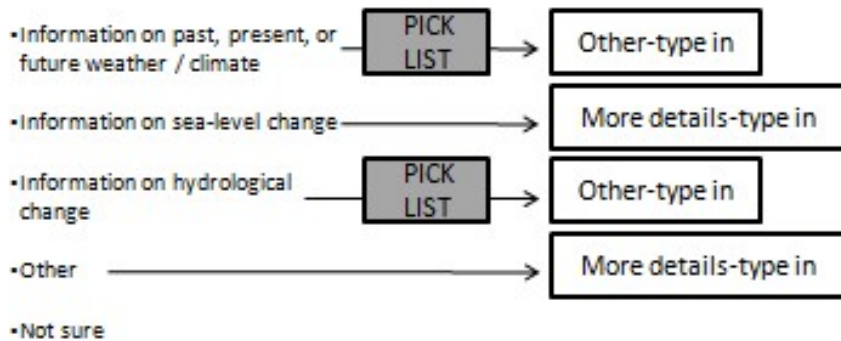 •Information on past, present, or
future weather / climate
PICK
LIST
Other-type in
•Information on sea-level change
More details-type in
•Information on hydrological
change
PICK
LIST
Other-type in
•Other
More details-type in
•Not sure